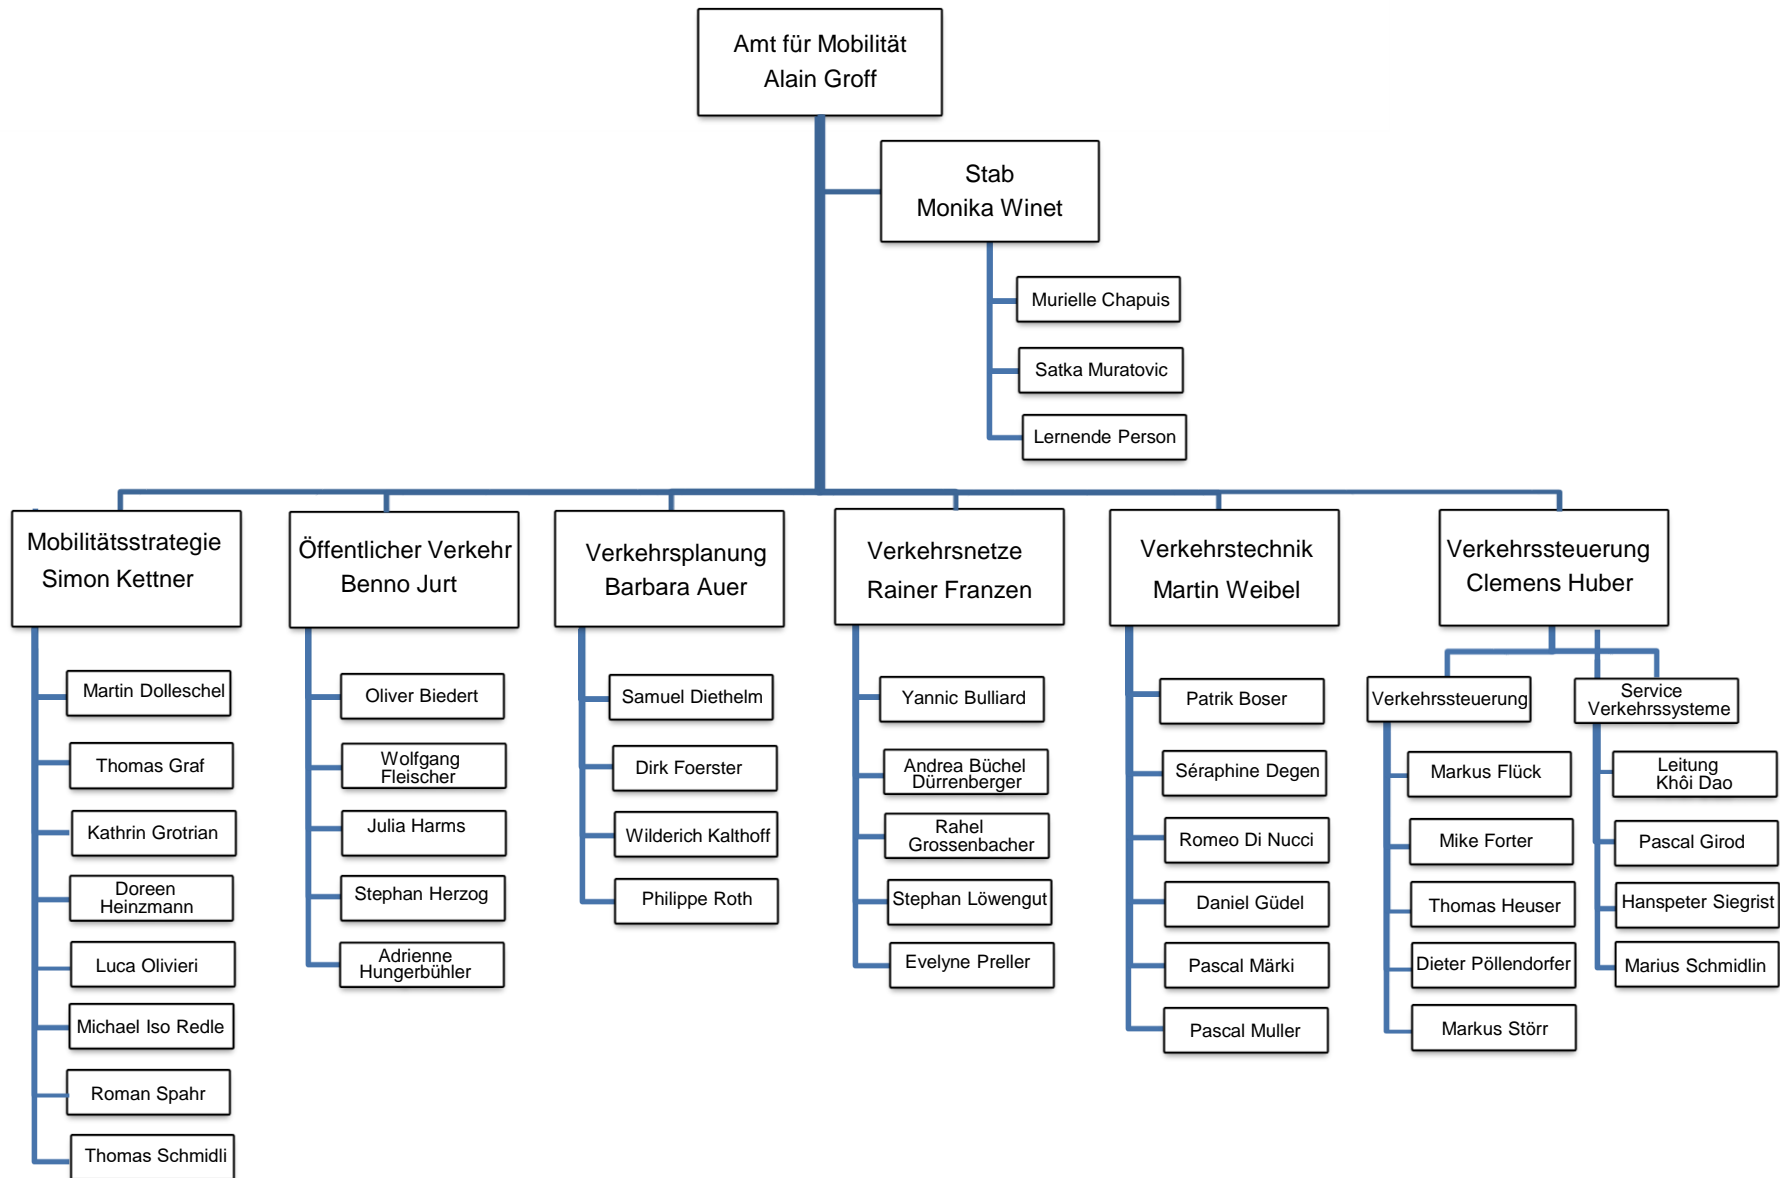 Amt für Mobilität
Alain Groff
Stab
Monika Winet
Murielle Chapuis
Satka Muratovic
Lernende Person
Mobilitätsstrategie
Simon Kettner
Martin Dolleschel
Thomas Graf
Kathrin Grotrian
Doreen
Heinzmann
Luca Olivieri
Michael Iso Redle
Roman Spahr
Thomas Schmidli
Öffentlicher Verkehr
Benno Jurt
Oliver Biedert
Wolfgang
Fleischer
Julia Harms
Stephan Herzog
Adrienne
Hungerbühler
Verkehrsplanung
Barbara Auer
Samuel Diethelm
Dirk Foerster
Wilderich Kalthoff
Philippe Roth
Verkehrsnetze
Rainer Franzen
Yannic Bulliard
Andrea Büchel
Dürrenberger
Rahel
Grossenbacher
Stephan Löwengut
Evelyne Preller
Verkehrstechnik
Martin Weibel
Patrik Boser
Séraphine Degen
Romeo Di Nucci
Daniel Güdel
Pascal Märki
Pascal Muller
Verkehrssteuerung
Clemens Huber
Verkehrssteuerung
Markus Flück
Mike Forter
Thomas Heuser
Dieter Pöllendorfer
Markus Störr
Service
Verkehrssysteme
Leitung
Khôi Dao
Pascal Girod
Hanspeter Siegrist
Marius Schmidlin